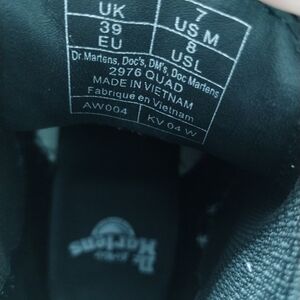 UK 7
39 US M
EU 8
USL
Dr.Martens, Doc's, DM's, Doc Martens
2976 QUAD
MADE IN VIETNAM
Fabriqué en Vietnam
AW004 KV 04 W
Dr. Martens